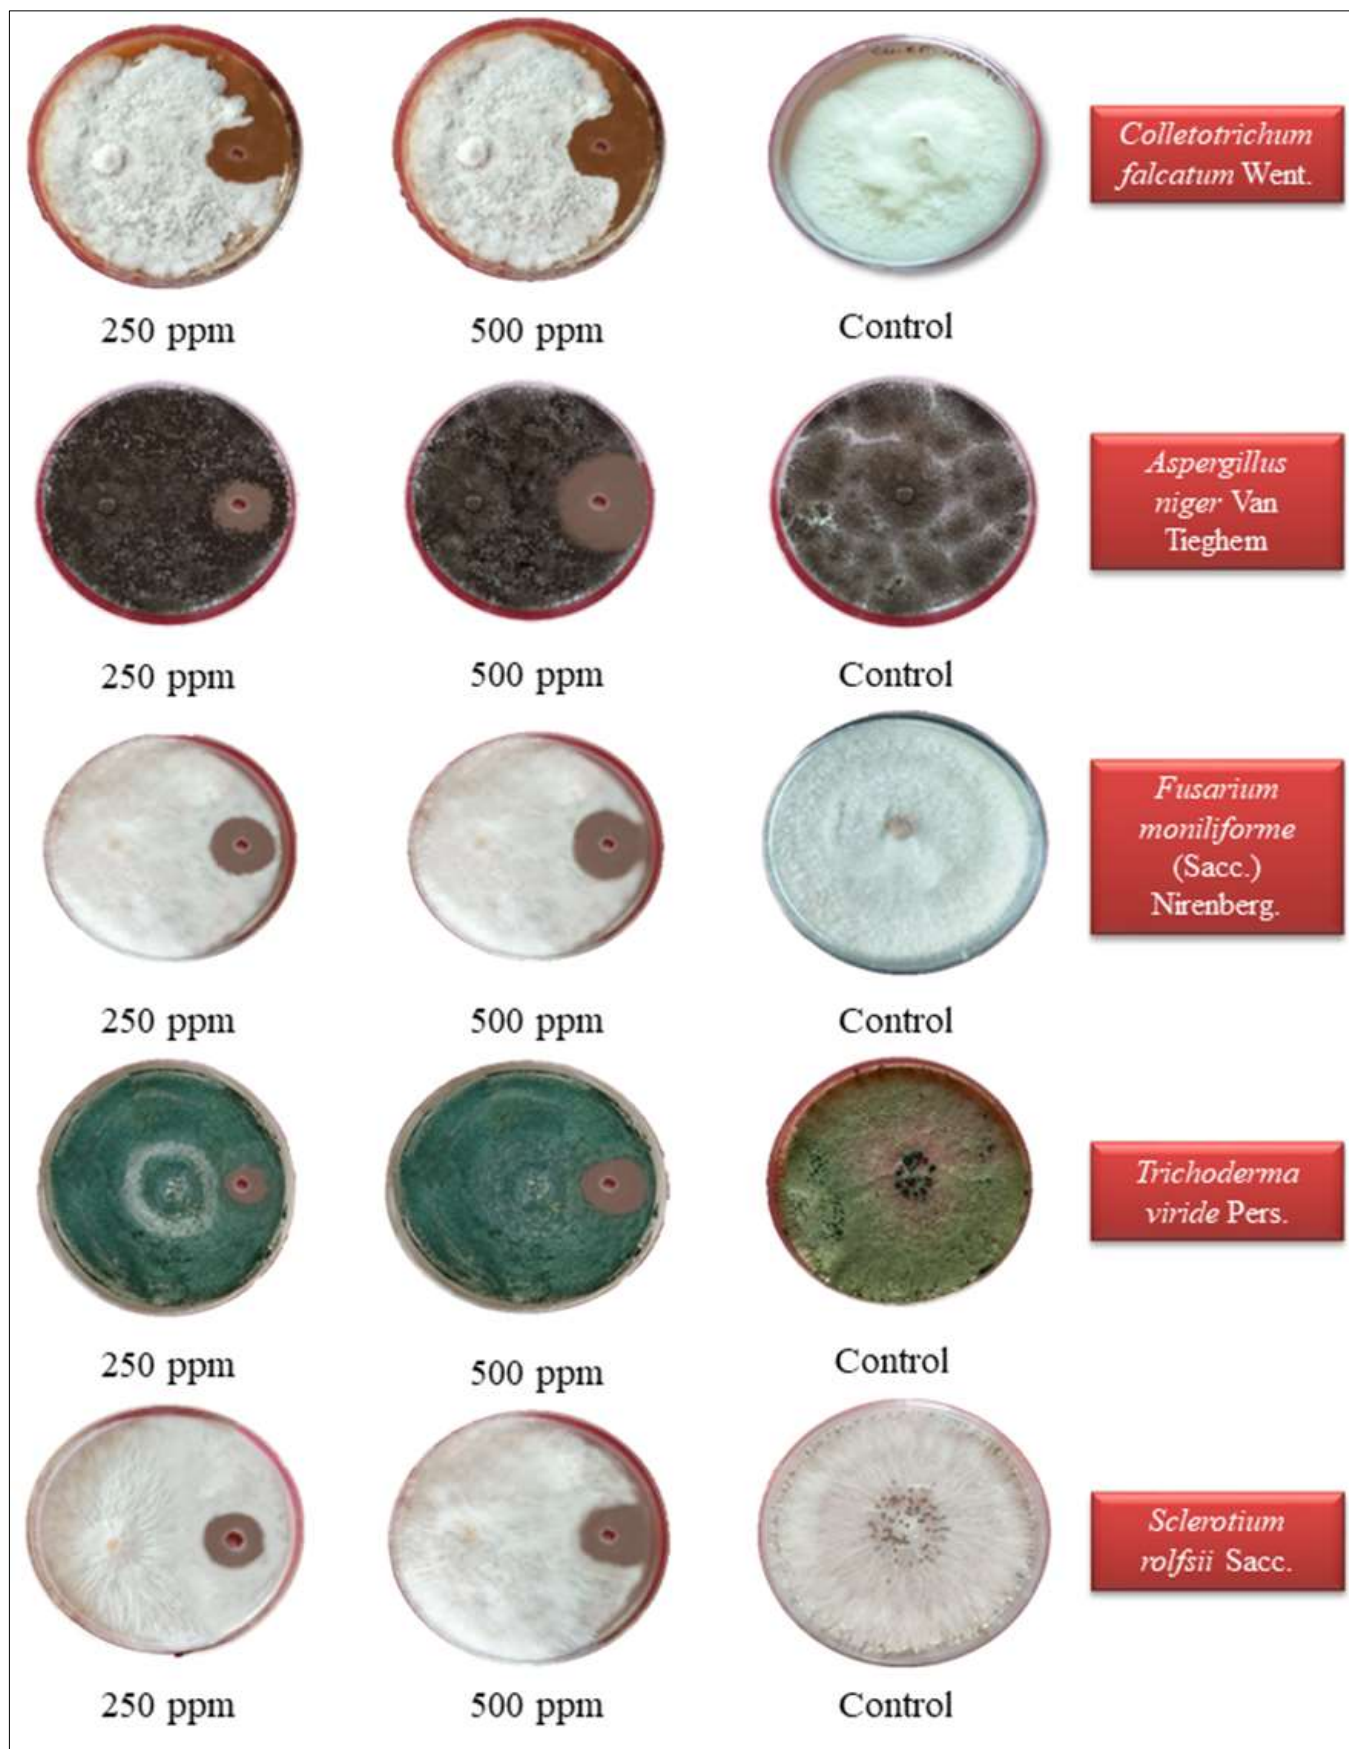 Colletotrichum
falcatum Went.
250 ppm
500 ppm
Control
Aspergillus
niger Van
Tieghem
250 ppm
500 ppm
Control
Fusarium
moniliforme
(Sacc.)
Nirenberg.
250 ppm
500 ppm
Control
Trichoderma
viride Pers.
250 ppm
500 ppm
Control
Sclerotium
rolfsii Sacc.
250 ppm
500 ppm
Control